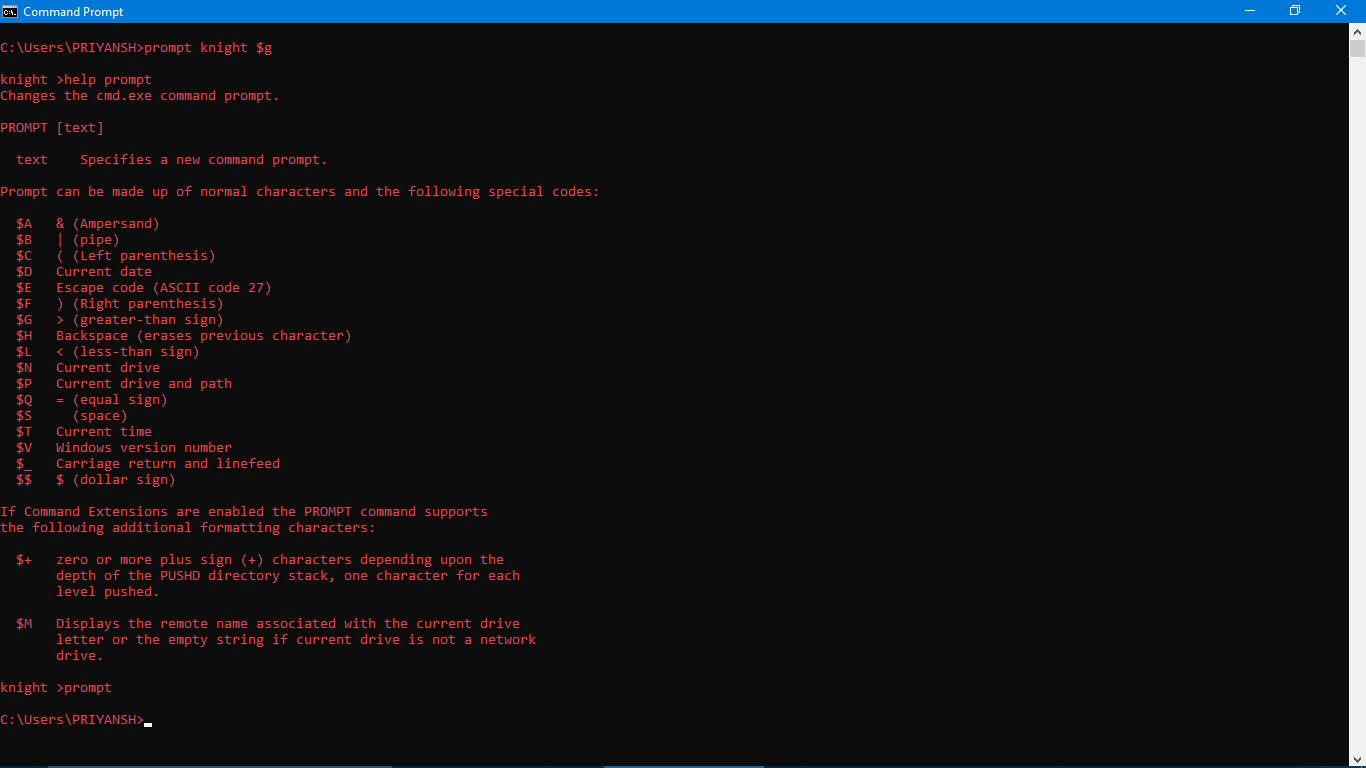 Command Prompt
C:\Users\PRIYANSH>prompt knight $g
knight >help prompt
Changes the cmd.exe command prompt.
PROMPT [text]
  text    Specifies a new command prompt.
Prompt can be made up of normal characters and the following special codes:
  $A   & (Ampersand)
  $B   | (pipe)
  $C   ( (Left parenthesis)
  $D   Current date
  $E   Escape code (ASCII code 27)
  $F   ) (Right parenthesis)
  $G   > (greater-than sign)
  $H   Backspace (erases previous character)
  $L   < (less-than sign)
  $N   Current drive
  $P   Current drive and path
  $Q   = (equal sign)
  $S     (space)
  $T   Current time
  $V   Windows version number
  $_   Carriage return and linefeed
  $$   $ (dollar sign)
If Command Extensions are enabled the PROMPT command supports
the following additional formatting characters:
  $+   zero or more plus sign (+) characters depending upon the
       depth of the PUSHD directory stack, one character for each
       level pushed.
  $M   Displays the remote name associated with the current drive
       letter or the empty string if current drive is not a network
       drive.
knight >prompt
C:\Users\PRIYANSH>